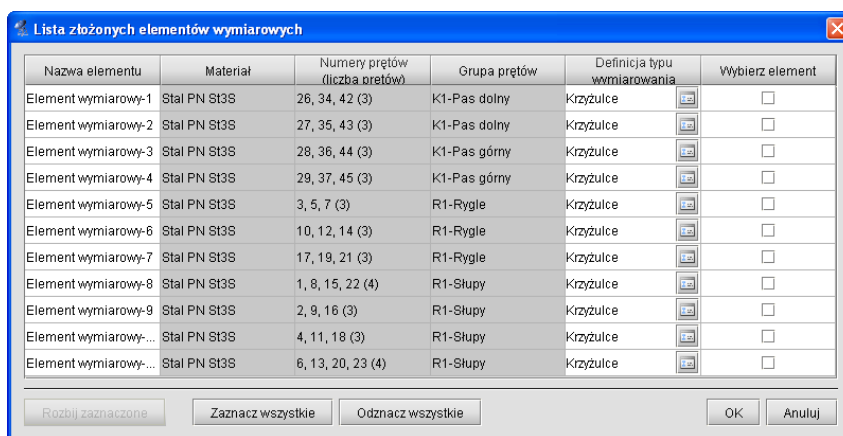 Lista złożonych elementów wymiarowych
Nazwa elementu Materiał Numery prętów (liczba prętów) Grupa prętów Definicja typu wymiarowania Wybierz element
Element wymiarowy-1 Stal PN St3S 26, 34, 42 (3) K1-Pas dolny Krzyżulce
Element wymiarowy-2 Stal PN St3S 27, 35, 43 (3) K1-Pas dolny Krzyżulce
Element wymiarowy-3 Stal PN St3S 28, 36, 44 (3) K1-Pas górny Krzyżulce
Element wymiarowy-4 Stal PN St3S 29, 37, 45 (3) K1-Pas górny Krzyżulce
Element wymiarowy-5 Stal PN St3S 3, 5, 7 (3) R1-Rygle Krzyżulce
Element wymiarowy-6 Stal PN St3S 10, 12, 14 (3) R1-Rygle Krzyżulce
Element wymiarowy-7 Stal PN St3S 17, 19, 21 (3) R1-Rygle Krzyżulce
Element wymiarowy-8 Stal PN St3S 1, 8, 15, 22 (4) R1-Słupy Krzyżulce
Element wymiarowy-9 Stal PN St3S 2, 9, 16 (3) R1-Słupy Krzyżulce
Element wymiarowy-... Stal PN St3S 4, 11, 18 (3) R1-Słupy Krzyżulce
Element wymiarowy-... Stal PN St3S 6, 13, 20, 23 (4) R1-Słupy Krzyżulce
Rozbij zaznaczone Zaznacz wszystkie Odznacz wszystkie OK Anuluj